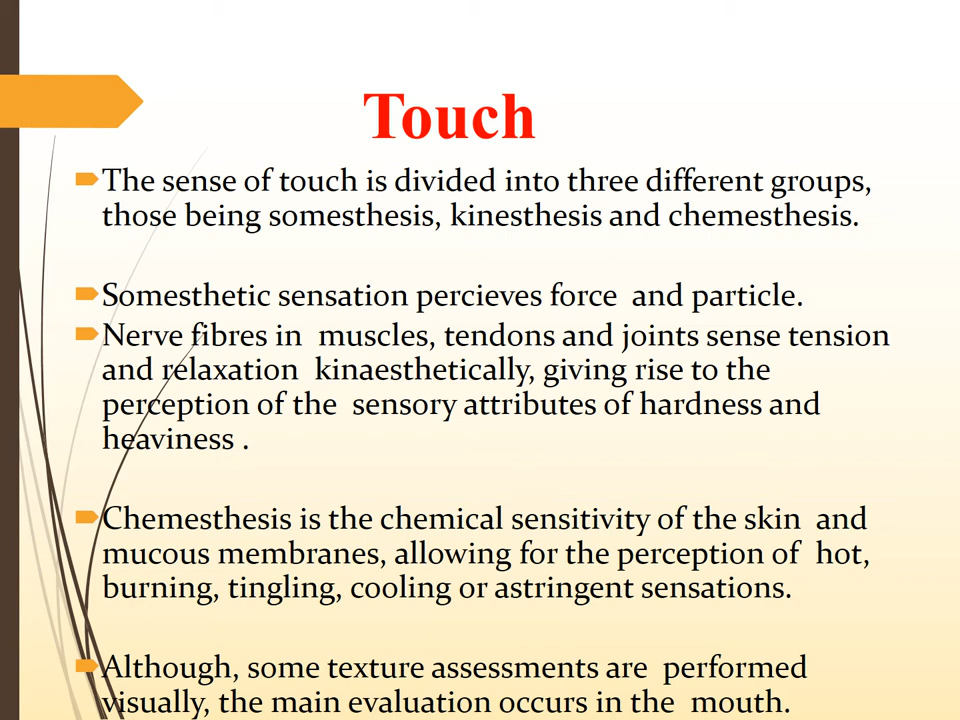 Touch
The sense of touch is divided into three different groups,
those being somesthesis, kinesthesis and chemesthesis.
Somesthetic sensation percieves force  and particle.
Nerve fibres in  muscles, tendons and joints sense tension
and relaxation  kinaesthetically, giving rise to the
perception of the  sensory attributes of hardness and
heaviness .
Chemesthesis is the chemical sensitivity of the skin  and
mucous membranes, allowing for the perception of  hot,
burning, tingling, cooling or astringent sensations.
Although, some texture assessments are  performed
visually, the main evaluation occurs in the  mouth.